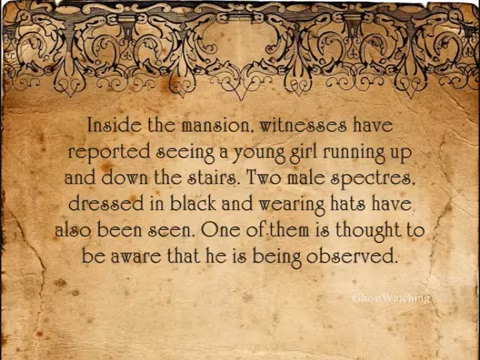 Inside the mansion, witnesses have
reported seeing a young girl running up
and down the stairs. Two male spectres,
dressed in black and wearing hats have
also been seen. One of them is thought to
be aware that he is being observed.
GhostWatching